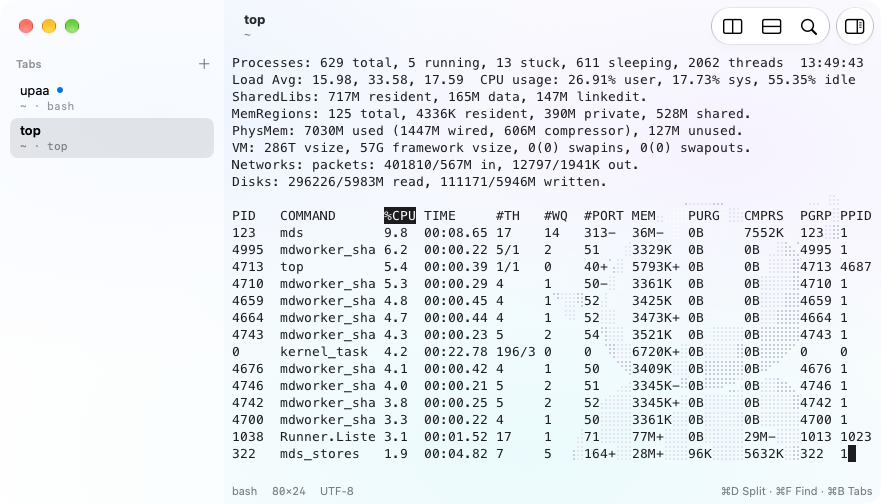 top
~
Tabs
upaa
~ · bash
top
~ · top
Processes: 629 total, 5 running, 13 stuck, 611 sleeping, 2062 threads  13:49:43
Load Avg: 15.98, 33.58, 17.59  CPU usage: 26.91% user, 17.73% sys, 55.35% idle
SharedLibs: 717M resident, 165M data, 147M linkedit.
MemRegions: 125 total, 4336K resident, 390M private, 528M shared.
PhysMem: 7030M used (1447M wired, 606M compressor), 127M unused.
VM: 286T vsize, 57G framework vsize, 0(0) swapins, 0(0) swapouts.
Networks: packets: 401810/567M in, 12797/1941K out.
Disks: 296226/5983M read, 111171/5946M written.
PID   COMMAND      %CPU TIME     #TH   #WQ  #PORT MEM    PURG   CMPRS  PGRP PPID
123   mds          9.8  00:08.65 17    14   313-  36M-   0B     7552K  123  1
4995  mdworker_sha 6.2  00:00.22 5/1   2    51    3329K  0B     0B     4995 1
4713  top          5.4  00:00.39 1/1   0    40+   5793K+ 0B     0B     4713 4687
4710  mdworker_sha 5.3  00:00.29 4     1    50-   3361K  0B     0B     4710 1
4659  mdworker_sha 4.8  00:00.45 4     1    52    3425K  0B     0B     4659 1
4664  mdworker_sha 4.7  00:00.44 4     1    52    3473K+ 0B     0B     4664 1
4743  mdworker_sha 4.3  00:00.23 5     2    54    3521K  0B     0B     4743 1
0     kernel_task  4.2  00:22.78 196/3 0    0     6720K+ 0B     0B     0    0
4676  mdworker_sha 4.1  00:00.42 4     1    50    3409K  0B     0B     4676 1
4746  mdworker_sha 4.0  00:00.21 5     2    51    3345K- 0B     0B     4746 1
4742  mdworker_sha 3.8  00:00.25 5     2    52    3345K+ 0B     0B     4742 1
4700  mdworker_sha 3.3  00:00.22 4     1    50    3361K  0B     0B     4700 1
1038  Runner.Liste 3.1  00:01.52 17    1    71    77M+   0B     29M-   1013 1023
322   mds_stores   1.9  00:04.82 7     5    164+  28M+   96K    5632K  322  1
bash  80×24  UTF-8  ⌘D Split · ⌘F Find · ⌘B Tabs